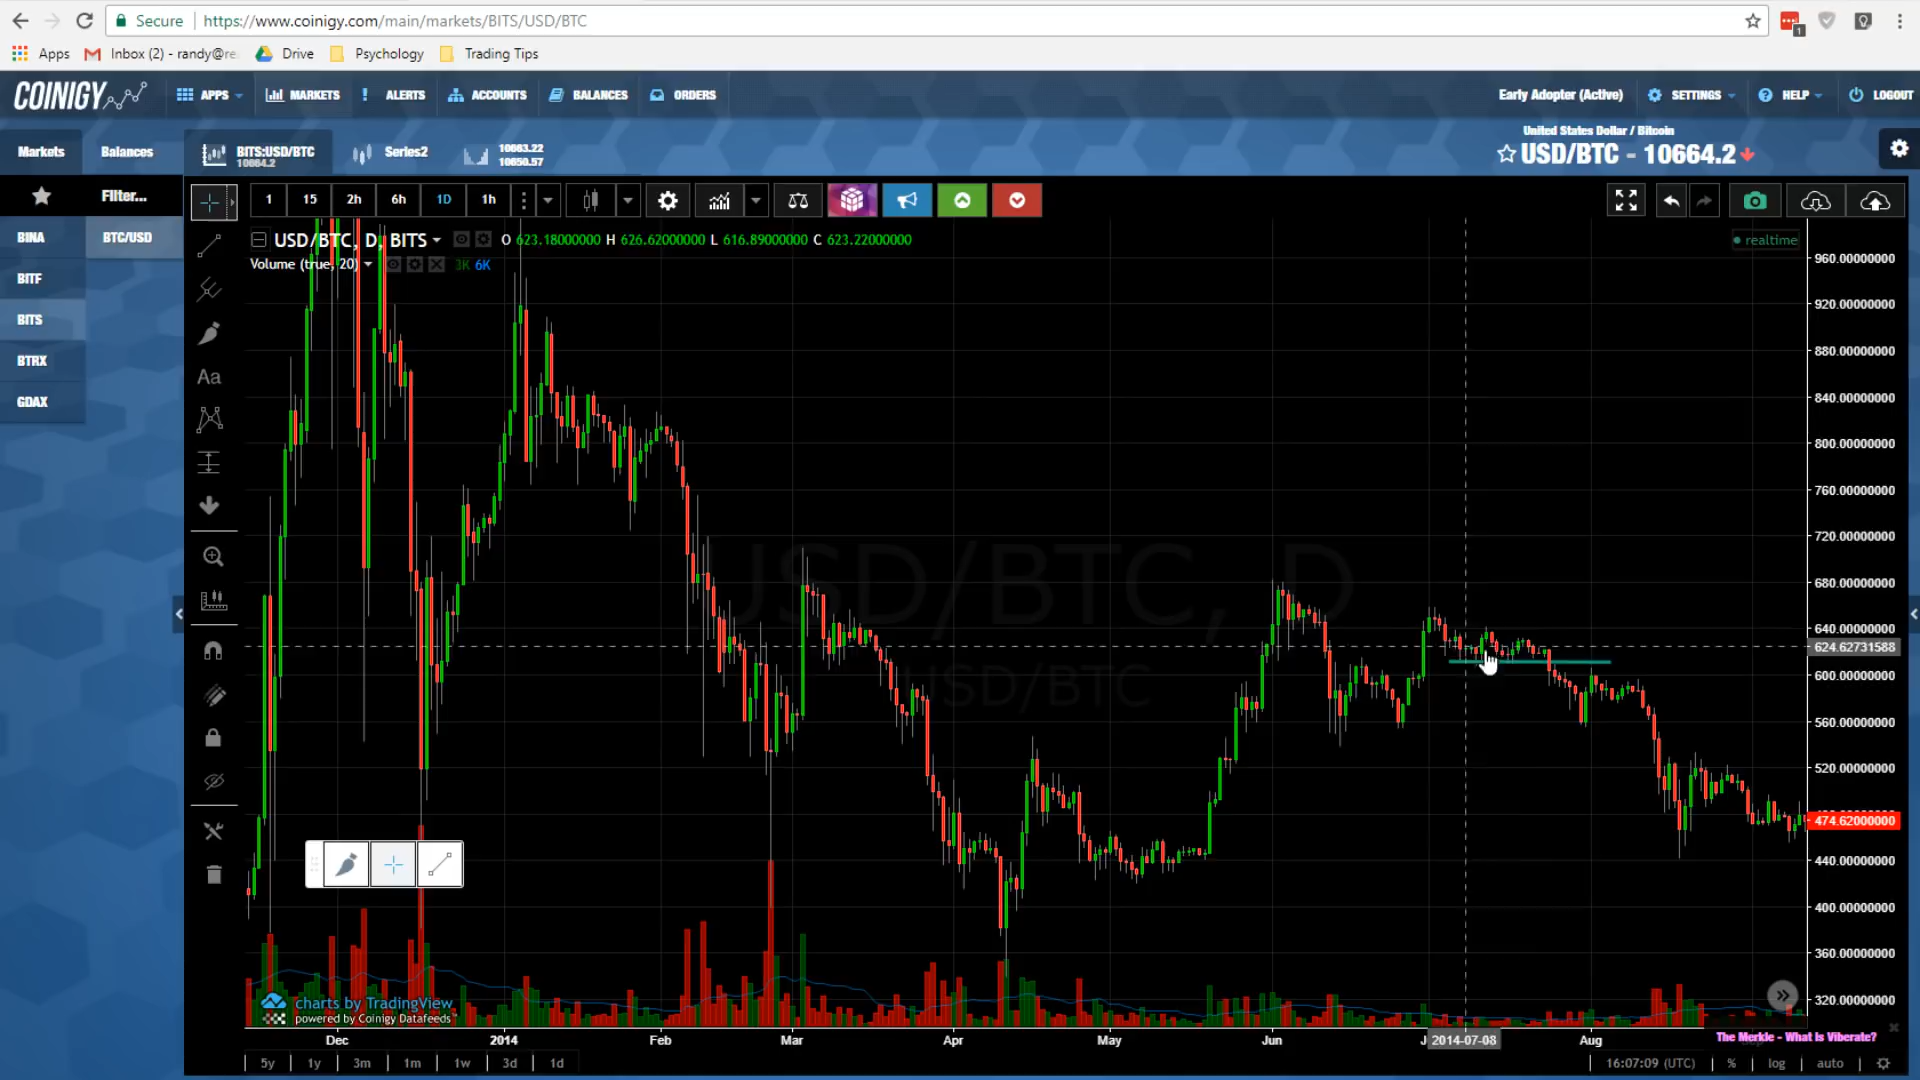 Secure https://www.coinigy.com/main/markets/BITS/USD/BTC
1
Apps Inbox (2) - randy@re Drive Psychology Trading Tips
COINIGY APPS MARKETS ALERTS ACCOUNTS BALANCES ORDERS Early Adopter (Active) SETTINGS HELP LOGOUT
Markets Balances BITS:USD/BTC 10664.2 Series2 10663.22 10650.57
United States Dollar / Bitcoin
USD/BTC - 10664.2
Filter... 1 15 2h 6h 1D 1h
BINA BTC/USD
BITF
BITS
BTRX
GDAX
USD/BTC, D, BITS O 623.18000000 H 626.62000000 L 616.89000000 C 623.22000000
realtime
Volume (true, 20) 3K 6K
Aa
USD/BTC, D
USD/BTC
960.00000000
920.00000000
880.00000000
840.00000000
800.00000000
760.00000000
720.00000000
680.00000000
640.00000000
624.62731588
600.00000000
560.00000000
520.00000000
474.62000000
440.00000000
400.00000000
360.00000000
320.00000000
charts by TradingView
powered by Coinigy Datafeeds
Dec 2014 Feb Mar Apr May Jun 2014-07-08 Aug
The Merkle - What Is Viberate?
5y 1y 3m 1m 1w 3d 1d 16:07:09 (UTC) % log auto